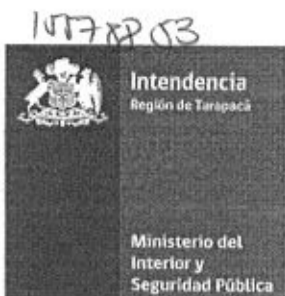 Intendencia
Región de Tarapacá
Ministerio del
Interior y
Seguridad Pública